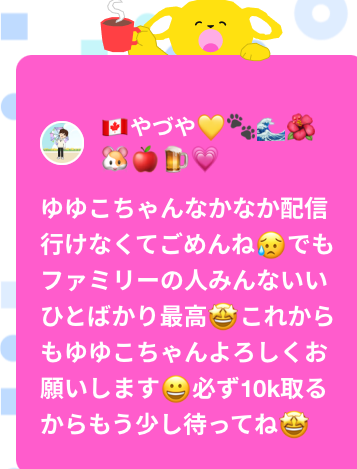 🇨🇦やづや💛🐾🌊🌺
🐹🍎🍺💗
ゆゆこちゃんなかなか配信
行けなくてごめんね😥でも
ファミリーの人みんないい
ひとばかり最高🤩これから
もゆゆこちゃんよろしくお
願いします😀必ず10k取る
からもう少し待ってね🤩